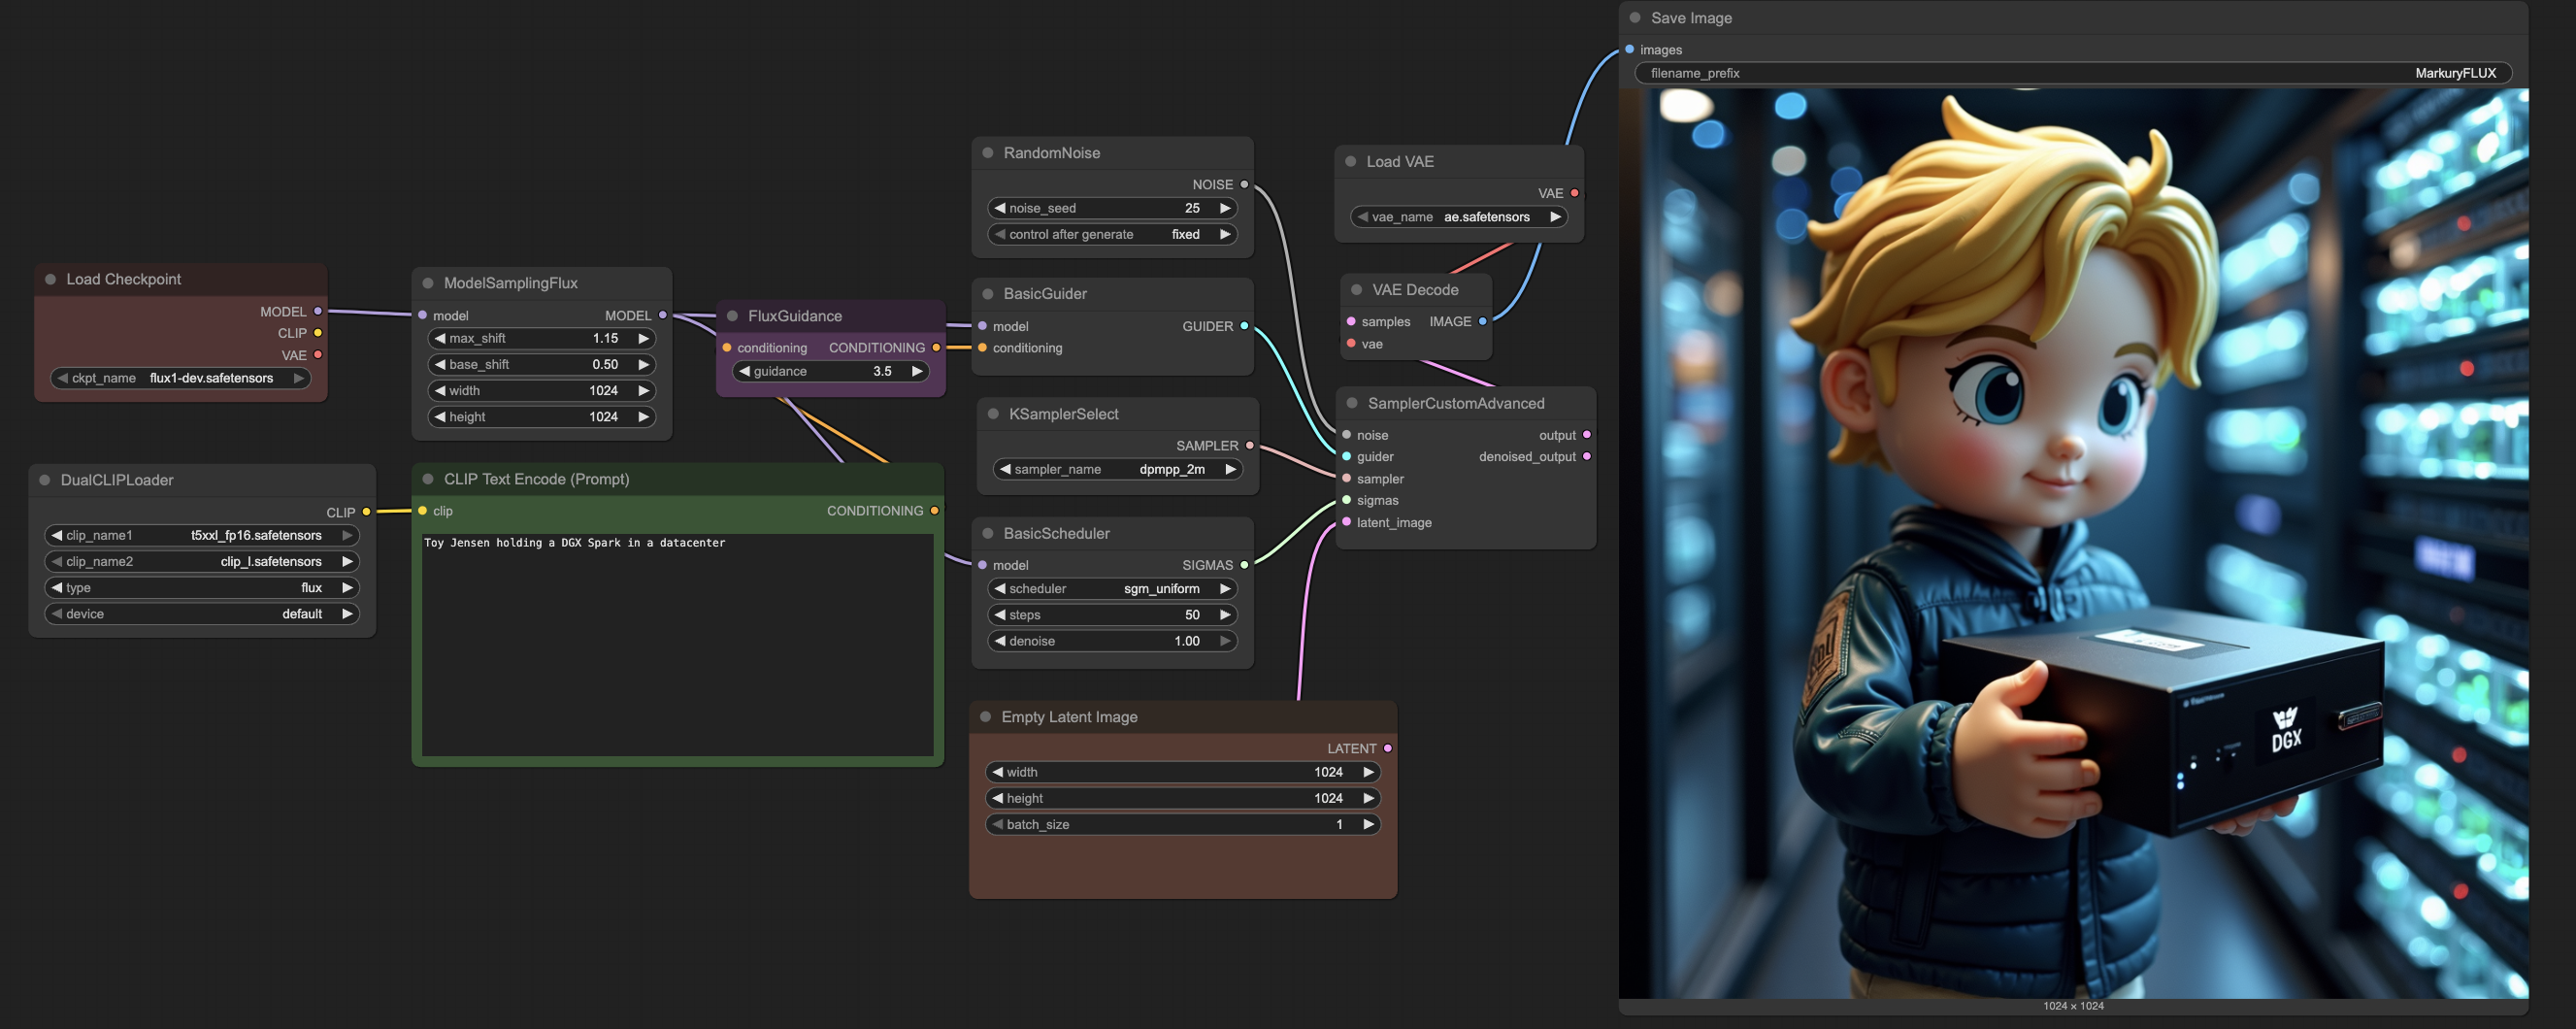 Load Checkpoint
MODEL
CLIP
VAE
ckpt_name flux1-dev.safetensors
DualCLIPLoader
CLIP
clip_name1 t5xxl_fp16.safetensors
clip_name2 clip_l.safetensors
type flux
device default
ModelSamplingFlux
model MODEL
max_shift 1.15
base_shift 0.50
width 1024
height 1024
CLIP Text Encode (Prompt)
clip CONDITIONING
Toy Jensen holding a DGX Spark in a datacenter
FluxGuidance
conditioning CONDITIONING
guidance 3.5
RandomNoise
NOISE
noise_seed 25
control after generate fixed
BasicGuider
model GUIDER
conditioning
KSamplerSelect
SAMPLER
sampler_name dpmpp_2m
BasicScheduler
model SIGMAS
scheduler sgm_uniform
steps 50
denoise 1.00
Empty Latent Image
LATENT
width 1024
height 1024
batch_size 1
Load VAE
VAE
vae_name ae.safetensors
VAE Decode
samples IMAGE
vae
SamplerCustomAdvanced
noise output
guider denoised_output
sampler
sigmas
latent_image
Save Image
images
filename_prefix MarkuryFLUX
DGX
1024 × 1024